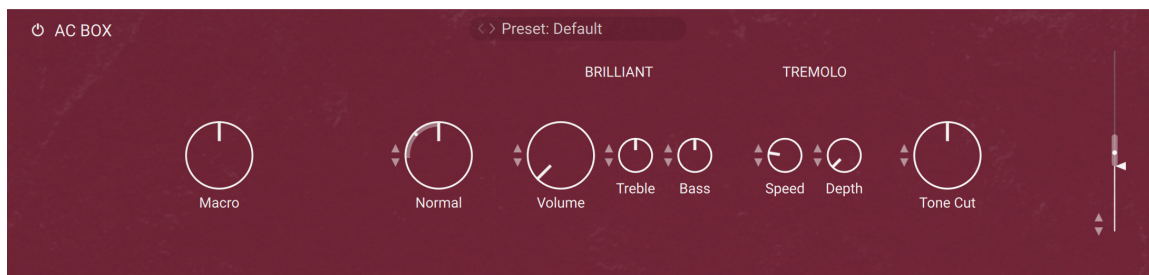 AC BOX
Preset: Default
BRILLIANT
TREMOLO
Macro
Normal
Volume
Treble
Bass
Speed
Depth
Tone Cut